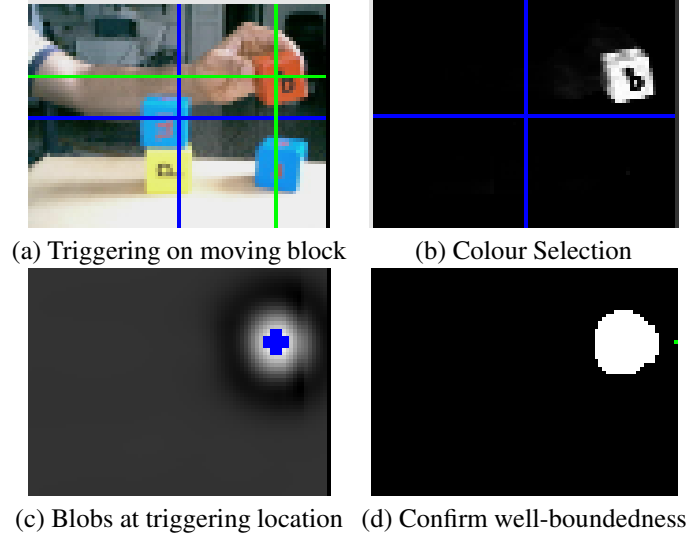 (a) Triggering on moving block
(b) Colour Selection
(c) Blobs at triggering location
(d) Confirm well-boundedness